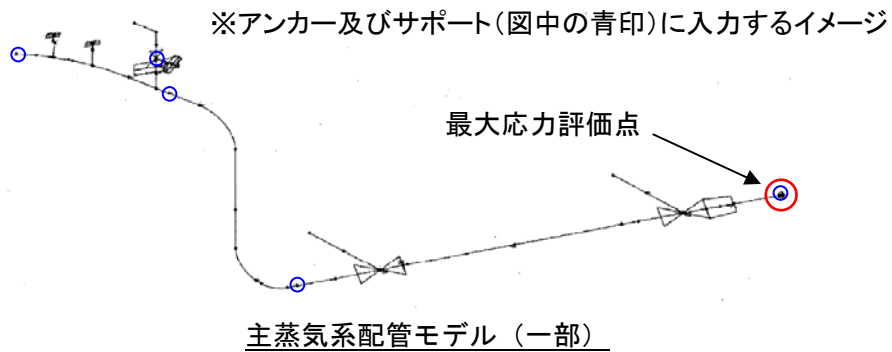 ※アンカー及びサポート（図中の青印）に入力するイメージ
最大応力評価点
主蒸気系配管モデル（一部）